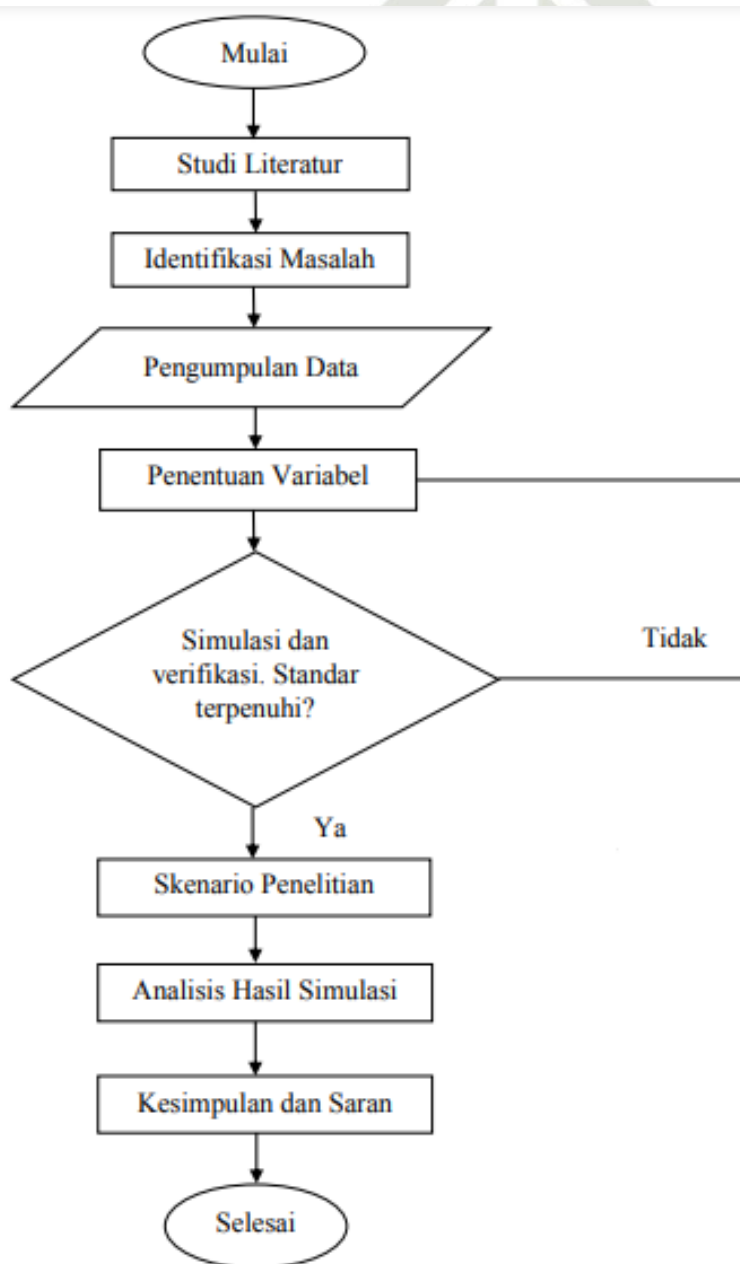 Mulai
Studi Literatur
Identifikasi Masalah
Pengumpulan Data
Penentuan Variabel
Simulasi dan
verifikasi. Standar
terpenuhi?
Tidak
Ya
Skenario Penelitian
Analisis Hasil Simulasi
Kesimpulan dan Saran
Selesai